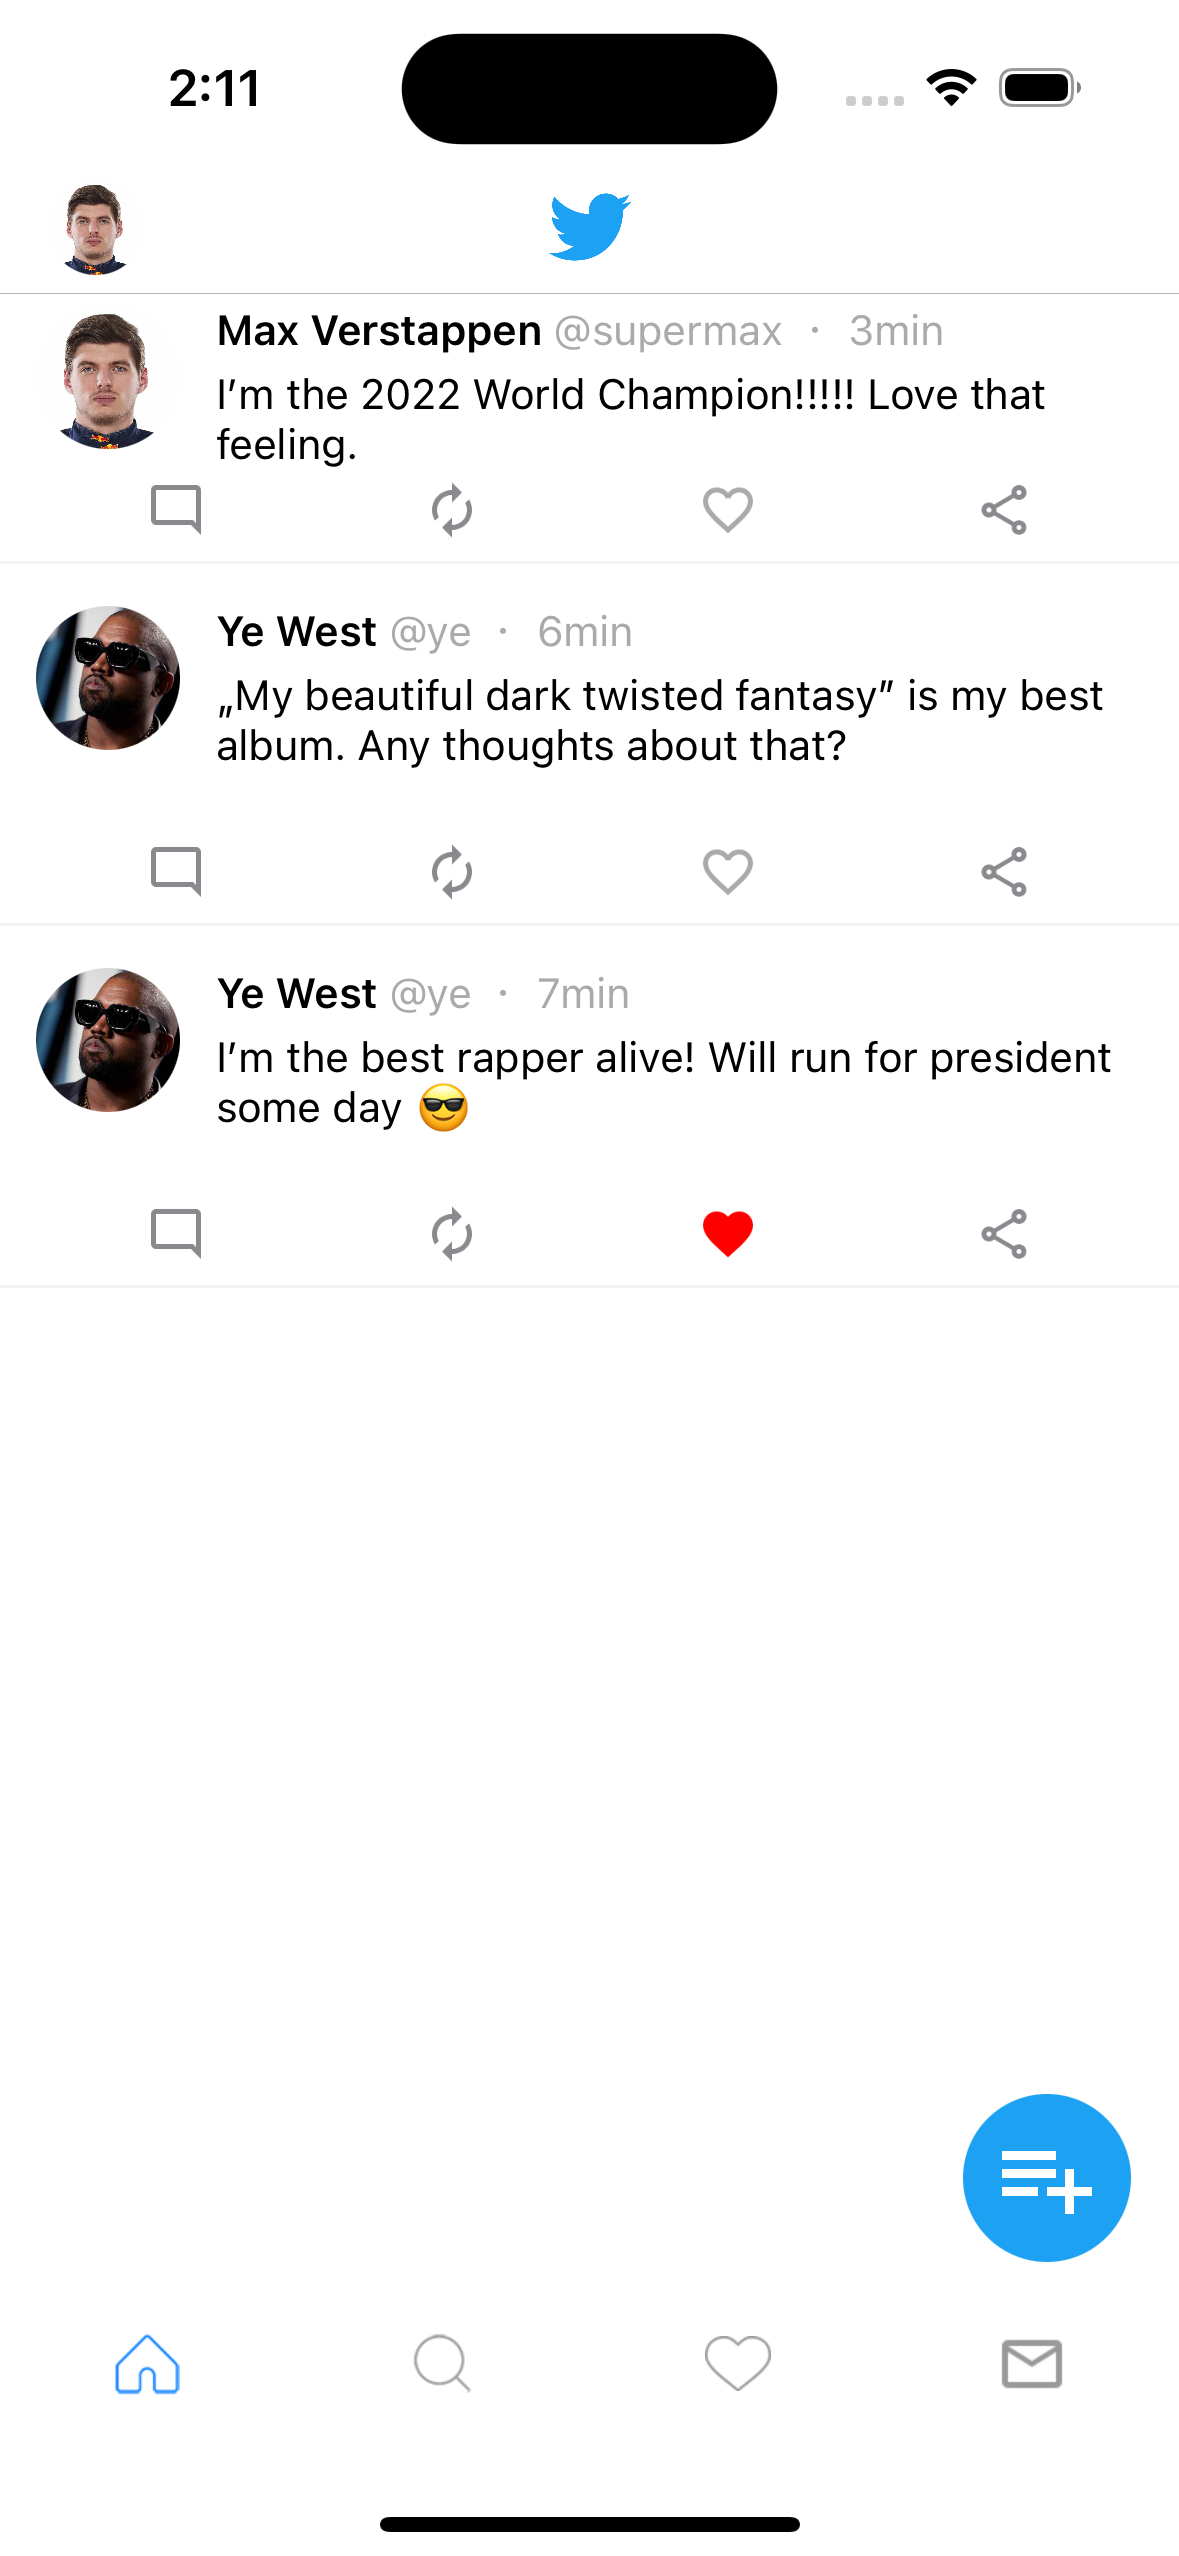 2:11
Max Verstappen @supermax · 3min
I’m the 2022 World Champion!!!!! Love that
feeling.
Ye West @ye · 6min
„My beautiful dark twisted fantasy” is my best
album. Any thoughts about that?
Ye West @ye · 7min
I’m the best rapper alive! Will run for president
some day 😎